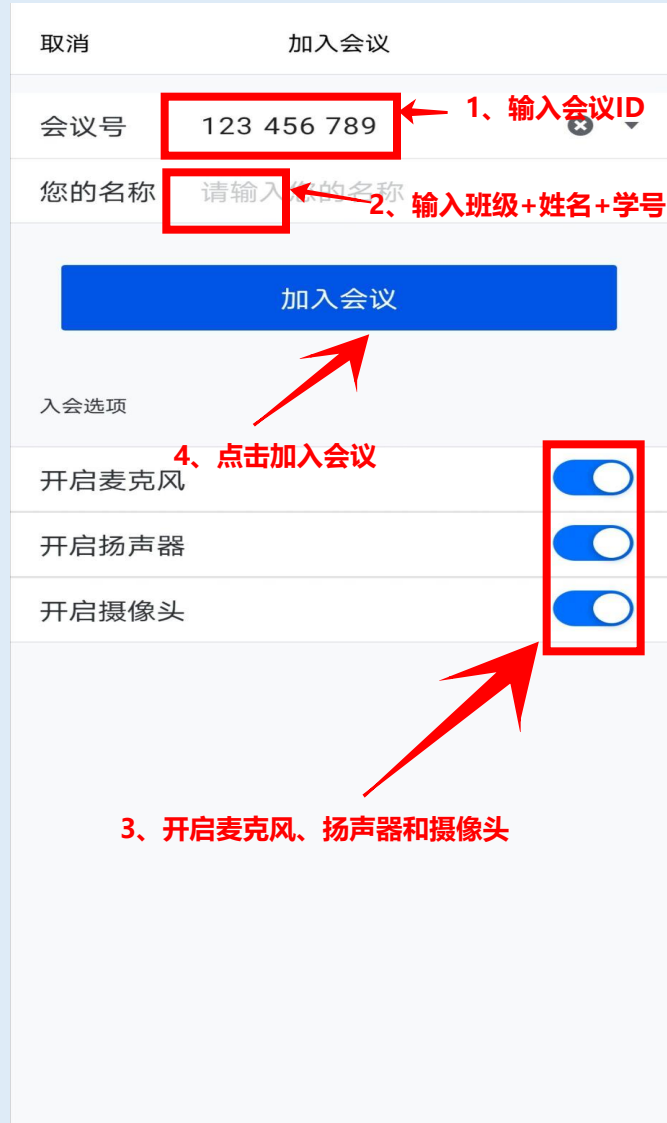 取消
加入会议
会议号
123 456 789
1、输入会议ID
您的名称
请输入您的名称
2、输入班级+姓名+学号
加入会议
入会选项
4、点击加入会议
开启麦克风
开启扬声器
开启摄像头
3、开启麦克风、扬声器和摄像头